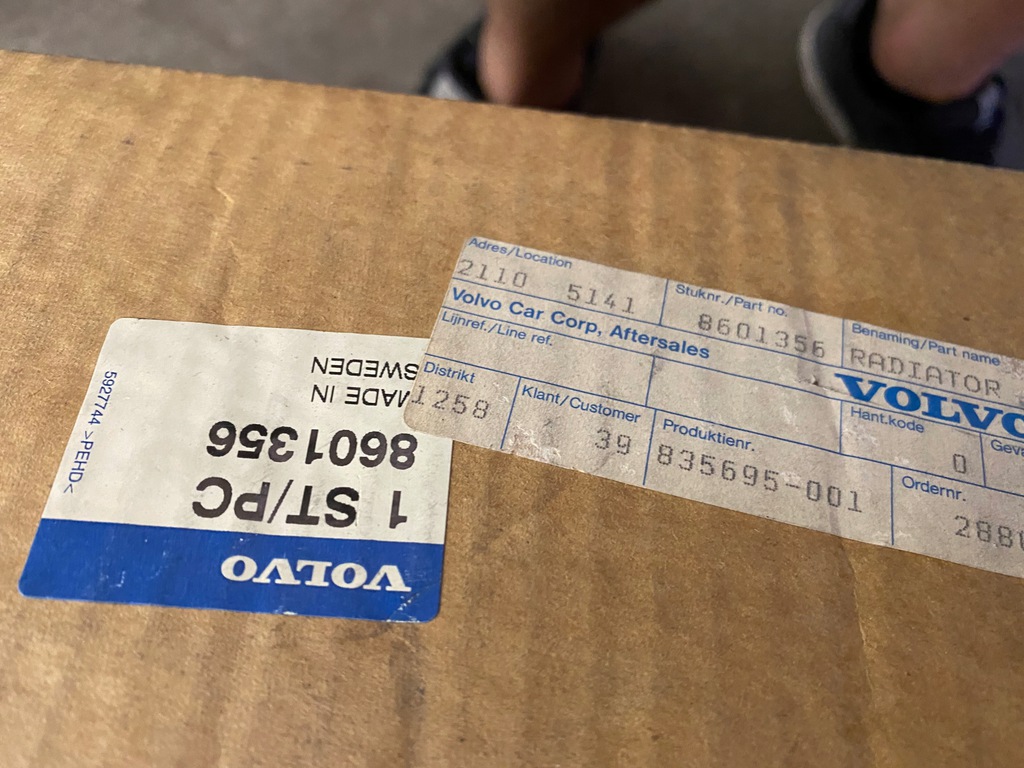 Adres/Location
2110 5141
Stuknr./Part no.
8601356
Benaming/Part name
RADIATOR
Volvo Car Corp, Aftersales
VOLVO
Lijnref./Line ref.
Hant.kode
0
Distrikt
1258
Klant/Customer
39
Produktienr.
835695-001
Ordernr.
VOLVO
1 ST/PC
8601356
MADE IN
SWEDEN
5927744 >PEHD<